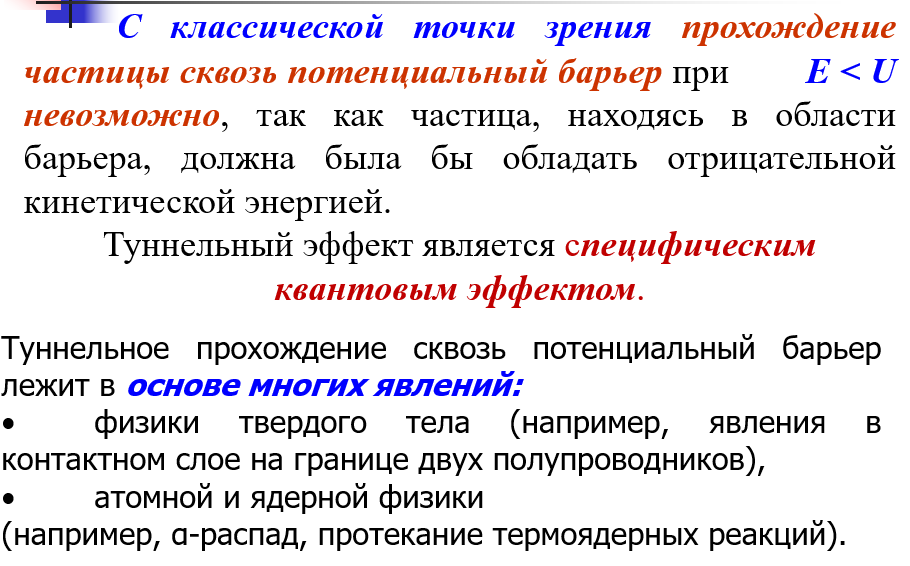 С классической точки зрения прохождение
частицы сквозь потенциальный барьер при E < U
невозможно, так как частица, находясь в области
барьера, должна была бы обладать отрицательной
кинетической энергией.
Туннельный эффект является специфическим
квантовым эффектом.
Туннельное прохождение сквозь потенциальный барьер
лежит в основе многих явлений:
• физики твердого тела (например, явления в
контактном слое на границе двух полупроводников),
• атомной и ядерной физики
(например, α-распад, протекание термоядерных реакций).